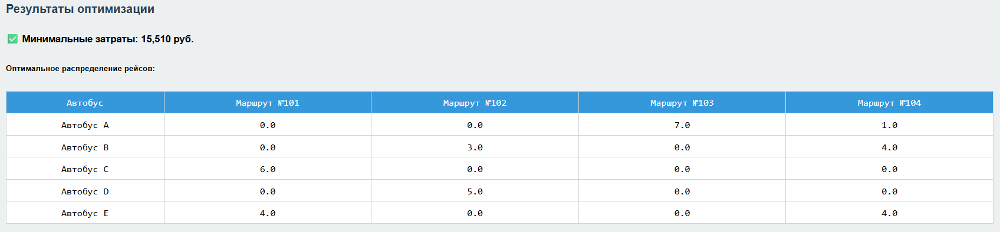 Результаты оптимизации
✅ Минимальные затраты: 15,510 руб.
Оптимальное распределение рейсов:
Автобус Маршрут №101 Маршрут №102 Маршрут №103 Маршрут №104
Автобус A 0.0 0.0 7.0 1.0
Автобус B 0.0 3.0 0.0 4.0
Автобус C 6.0 0.0 0.0 0.0
Автобус D 0.0 5.0 0.0 0.0
Автобус E 4.0 0.0 0.0 4.0